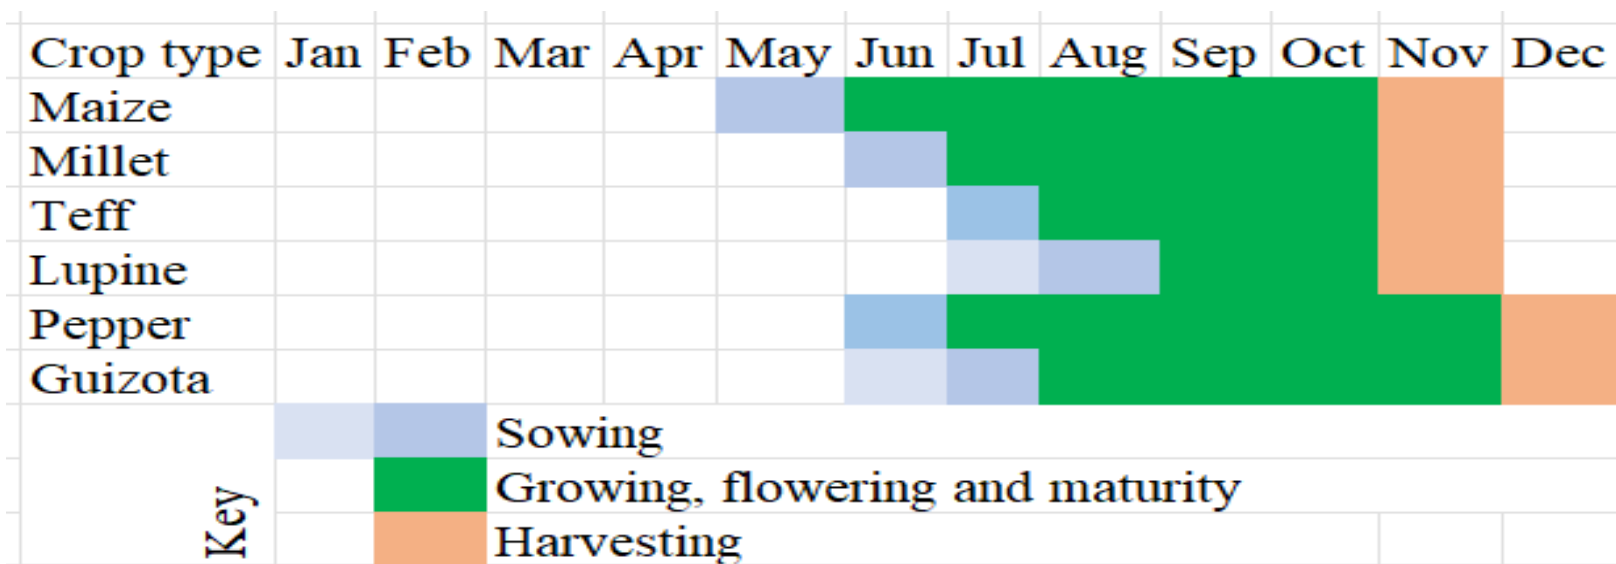 Crop type Jan Feb Mar Apr May Jun Jul Aug Sep Oct Nov Dec
Maize
Millet
Teff
Lupine
Pepper
Guizota
Sowing
Growing, flowering and maturity
Key
Harvesting